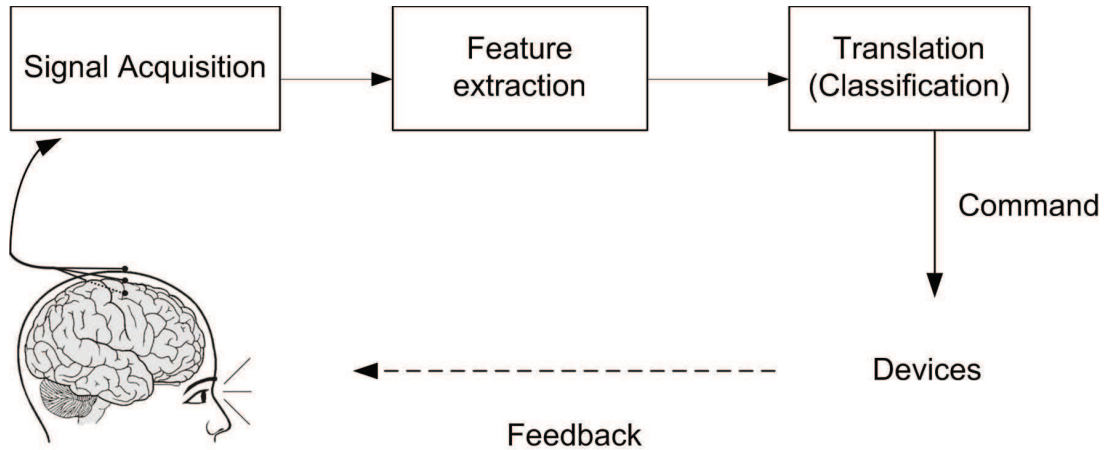 Signal Acquisition
Feature
extraction
Translation
(Classification)
Command
Devices
Feedback